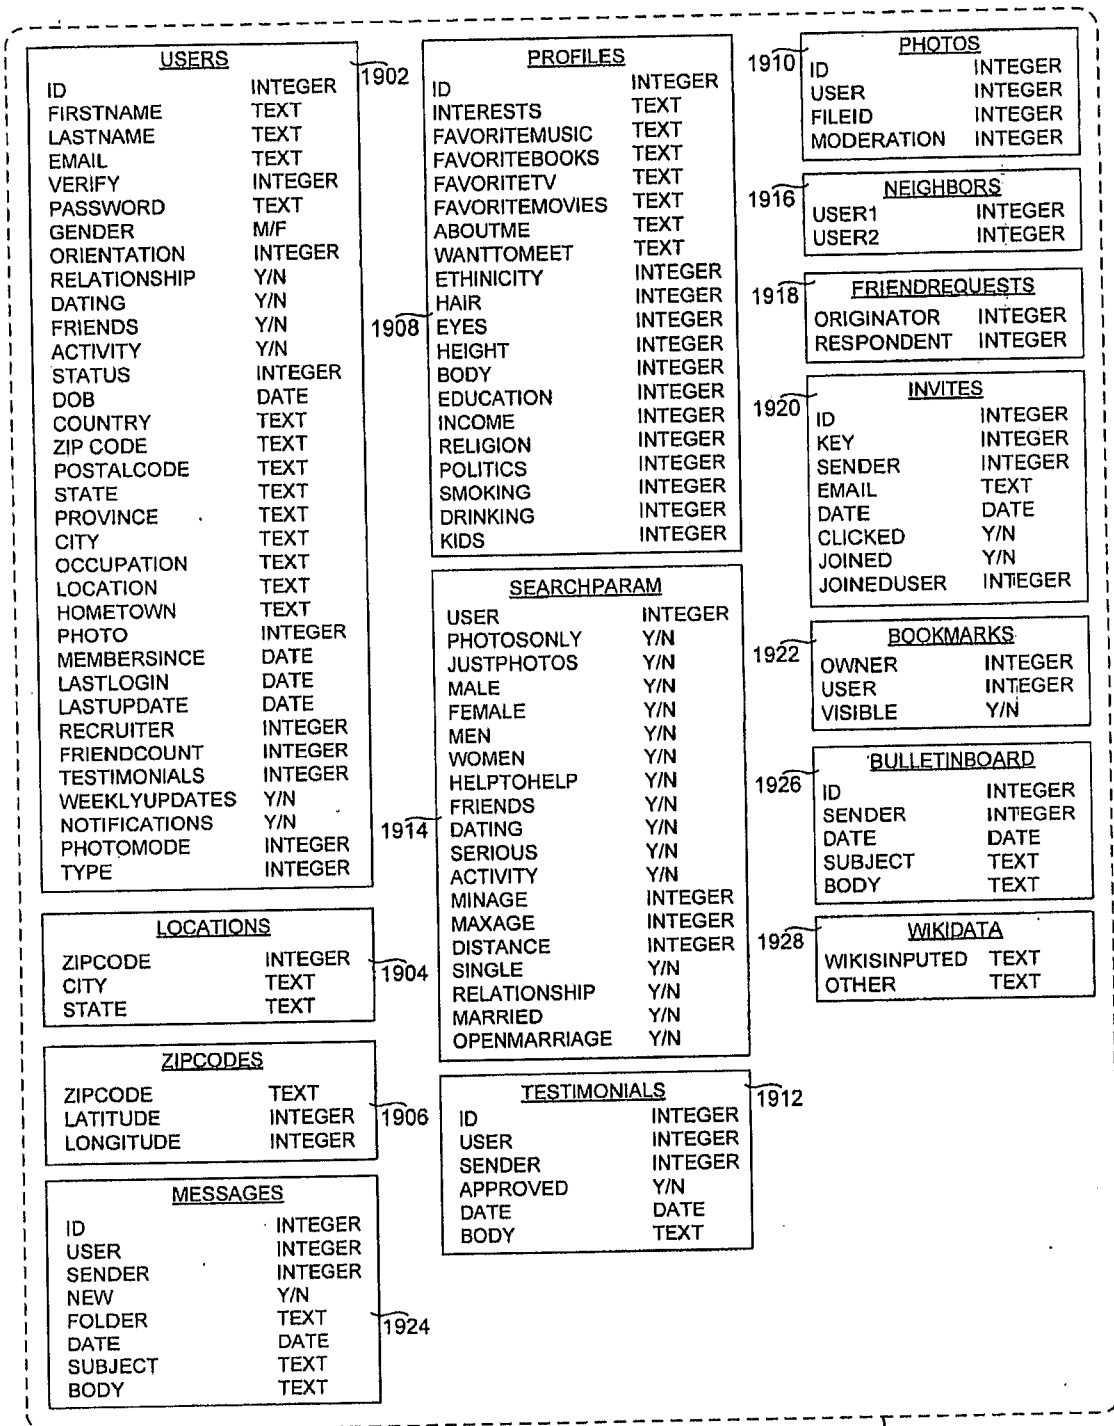 USERS
1902
ID INTEGER
FIRSTNAME TEXT
LASTNAME TEXT
EMAIL TEXT
VERIFY INTEGER
PASSWORD TEXT
GENDER M/F
ORIENTATION INTEGER
RELATIONSHIP Y/N
DATING Y/N
FRIENDS Y/N
ACTIVITY Y/N
STATUS INTEGER
DOB DATE
COUNTRY TEXT
ZIP CODE TEXT
POSTALCODE TEXT
STATE TEXT
PROVINCE TEXT
CITY TEXT
OCCUPATION TEXT
LOCATION TEXT
HOMETOWN TEXT
PHOTO INTEGER
MEMBERSINCE DATE
LASTLOGIN DATE
LASTUPDATE DATE
RECRUITER INTEGER
FRIENDCOUNT INTEGER
TESTIMONIALS INTEGER
WEEKLYUPDATES Y/N
NOTIFICATIONS Y/N
PHOTOMODE INTEGER
TYPE INTEGER
LOCATIONS
ZIPCODE INTEGER
1904
CITY TEXT
STATE TEXT
ZIPCODES
ZIPCODE TEXT
LATITUDE INTEGER
1906
LONGITUDE INTEGER
MESSAGES
ID INTEGER
USER INTEGER
SENDER INTEGER
NEW Y/N
FOLDER TEXT
1924
DATE DATE
SUBJECT TEXT
BODY TEXT
PROFILES
ID INTEGER
INTERESTS TEXT
FAVORITEMUSIC TEXT
FAVORITEBOOKS TEXT
FAVORITETV TEXT
FAVORITEMOVIES TEXT
ABOUTME TEXT
WANTTOMEET TEXT
ETHINICITY INTEGER
HAIR INTEGER
1908
EYES INTEGER
HEIGHT INTEGER
BODY INTEGER
EDUCATION INTEGER
INCOME INTEGER
RELIGION INTEGER
POLITICS INTEGER
SMOKING INTEGER
DRINKING INTEGER
KIDS INTEGER
SEARCHPARAM
USER INTEGER
PHOTOSONLY Y/N
JUSTPHOTOS Y/N
MALE Y/N
FEMALE Y/N
MEN Y/N
WOMEN Y/N
HELPTOHELP Y/N
FRIENDS Y/N
1914
DATING Y/N
SERIOUS Y/N
ACTIVITY Y/N
MINAGE INTEGER
MAXAGE INTEGER
DISTANCE INTEGER
SINGLE Y/N
RELATIONSHIP Y/N
MARRIED Y/N
OPENMARRIAGE Y/N
TESTIMONIALS
1912
ID INTEGER
USER INTEGER
SENDER INTEGER
APPROVED Y/N
DATE DATE
BODY TEXT
PHOTOS
1910
ID INTEGER
USER INTEGER
FILEID INTEGER
MODERATION INTEGER
NEIGHBORS
1916
USER1 INTEGER
USER2 INTEGER
FRIENDREQUESTS
1918
ORIGINATOR INTEGER
RESPONDENT INTEGER
INVITES
1920
ID INTEGER
KEY INTEGER
SENDER INTEGER
EMAIL TEXT
DATE DATE
CLICKED Y/N
JOINED Y/N
JOINEDUSER INTEGER
BOOKMARKS
1922
OWNER INTEGER
USER INTEGER
VISIBLE Y/N
BULLETINBOARD
1926
ID INTEGER
SENDER INTEGER
DATE DATE
SUBJECT TEXT
BODY TEXT
WIKIDATA
1928
WIKISINPUTED TEXT
OTHER TEXT